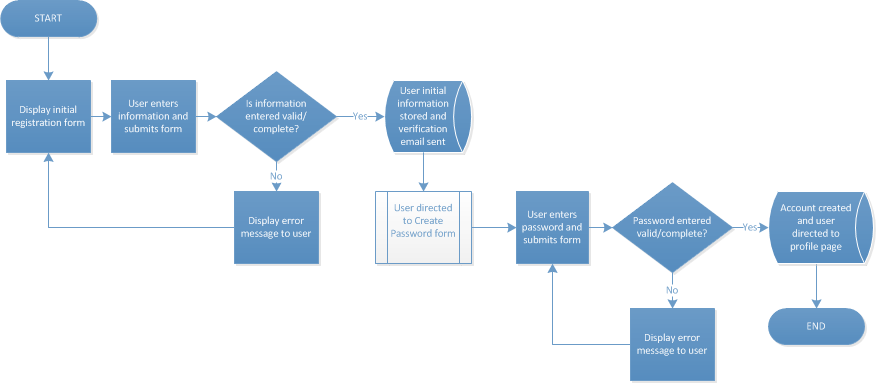 START
Display initial
registration form
User enters
information and
submits form
Is information
entered valid/
complete?
Yes
User initial
information
stored and
verification
email sent
No
Display error
message to user
User directed
to Create
Password form
User enters
password and
submits form
Password entered
valid/complete?
Yes
Account created
and user
directed to
profile page
No
Display error
message to user
END